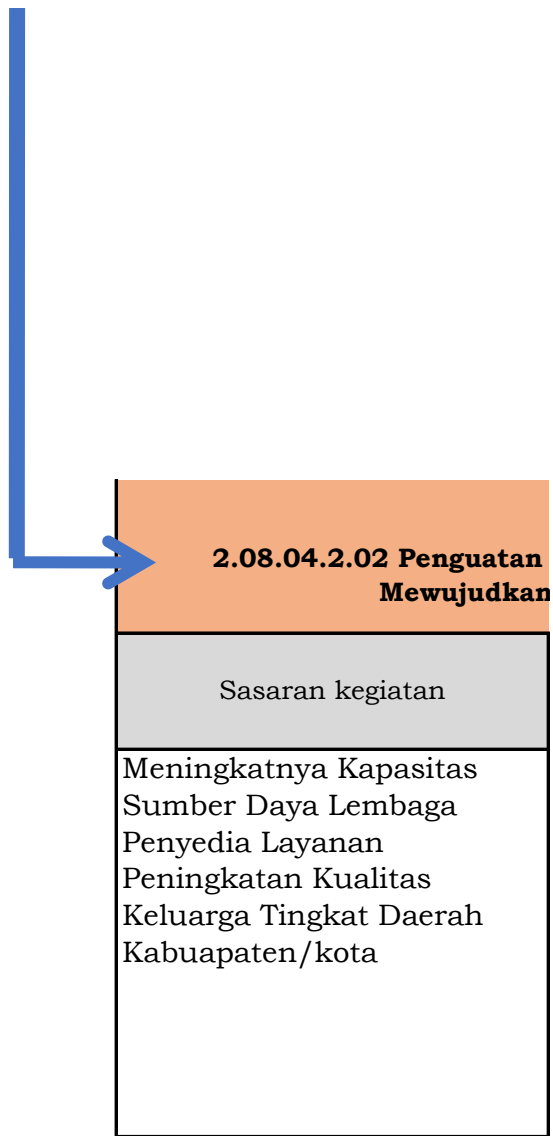 2.08.04.2.02 Penguatan
Mewujudkan
Sasaran kegiatan
Meningkatnya Kapasitas
Sumber Daya Lembaga
Penyedia Layanan
Peningkatan Kualitas
Keluarga Tingkat Daerah
Kabuapaten/kota